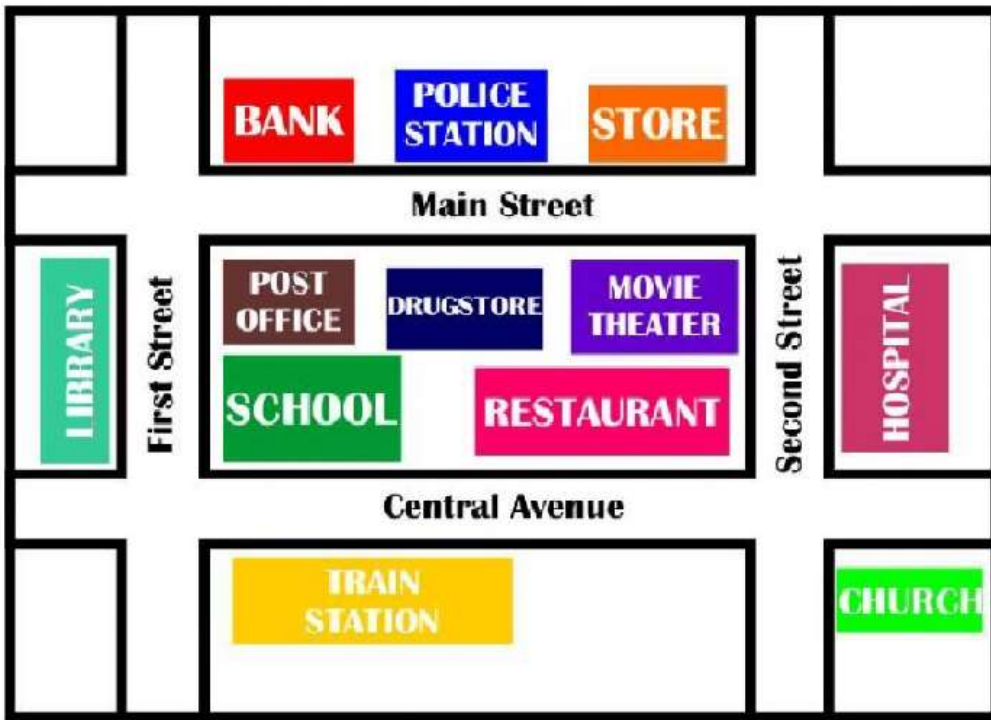 BANK
POLICE
STATION
STORE
Main Street
LIBRARY
First Street
POST
OFFICE
DRUGSTORE
MOVIE
THEATER
SCHOOL
RESTAURANT
Second Street
HOSPITAL
Central Avenue
TRAIN
STATION
CHURCH